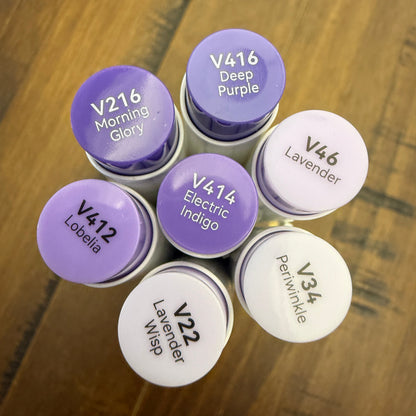 V416
Deep
Purple
V216
Morning
Glory
V46
Lavender
V414
Electric
Indigo
V412
Lobelia
V34
Periwinkle
V22
Lavender
Wisp